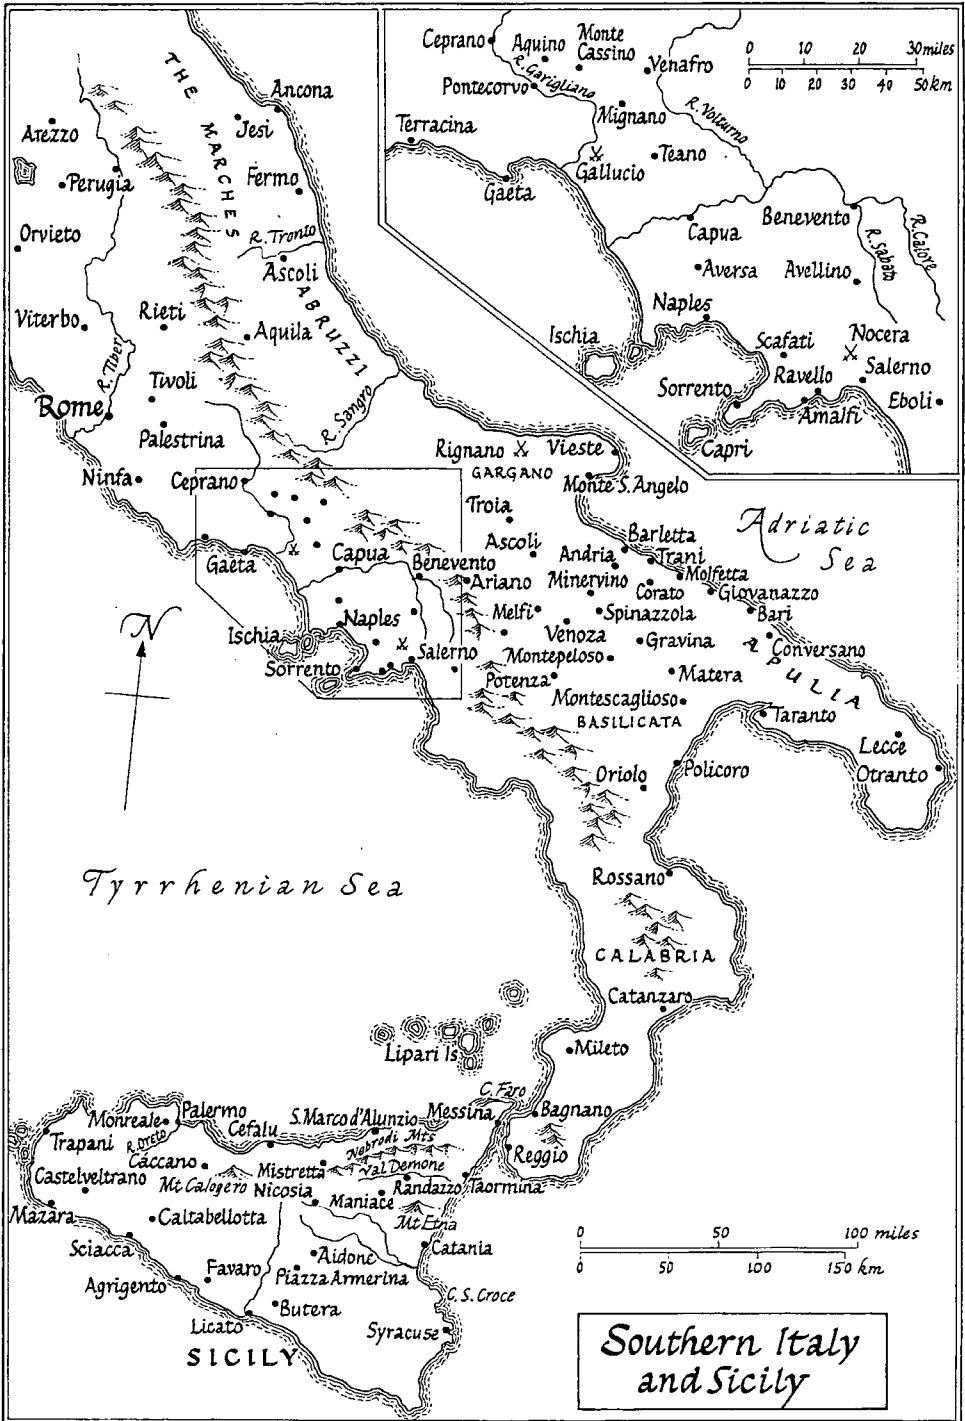 THE MARCHES
Ancona
Arezzo
Jesi
Perugia
Fermo
Orvieto
R. Tronto
Ascoli
ABRUZZI
Viterbo
Rieti
Aquila
R. Tiber
Tivoli
Rome
R. Sangro
Palestrina
Ninfa
Ceprano
Gaeta
Capua
Benevento
Ischia
Naples
Sorrento
Salerno
Rignano
Vieste
GARGANO
Monte S. Angelo
Troia
Ascoli
Barletta
Andria
Trani
Ariano
Minervino
Molfetta
Corato
Giovanazzo
Melfi
Spinazzola
Bari
Venoza
Gravina
Conversano
Montepeloso
APULIA
Potenza
Matera
Montescaglioso
BASILICATA
Taranto
Lecce
Otranto
Oriolo
Policoro
Adriatic
Sea
N
Tyrrhenian Sea
Rossano
CALABRIA
Catanzaro
Mileto
Lipari Is
C. Faro
Bagnano
Reggio
Messina
Monreale
Palermo
S. Marco d'Alunzio
Cefalu
Trapani
R. Oreto
Nebrodi Mts
Cáccano
Mistretta
Val Demone
Castelveltrano
Mt Calogero
Nicosia
Maniace
Randazzo
Taormina
Mazara
Caltabellotta
Mt Etna
Sciacca
Aidone
Catania
Agrigento
Favaro
Piazza Armerina
C. S. Croce
Butera
Licato
Syracuse
SICILY
Ceprano
Aquino
Monte
Cassino
Venafro
R. Garigliano
Pontecorvo
Mignano
R. Volturno
Terracina
Teano
Gallucio
Gaeta
Benevento
Capua
R. Sabato
R. Calore
Aversa
Avellino
Naples
Ischia
Scafati
Nocera
Ravello
Salerno
Sorrento
Amalfi
Eboli
Capri
0 10 20 30 miles
0 10 20 30 40 50 km
0 50 100 miles
0 50 100 150 km
Southern Italy
and Sicily